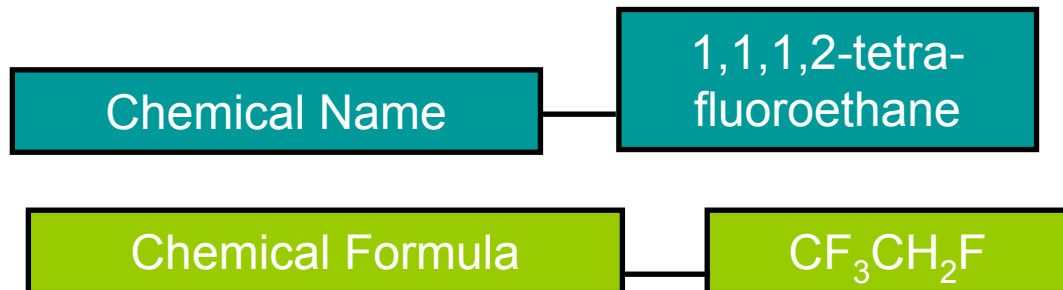 Chemical Name
1,1,1,2-tetra-
fluoroethane
Chemical Formula
CF₃CH₂F